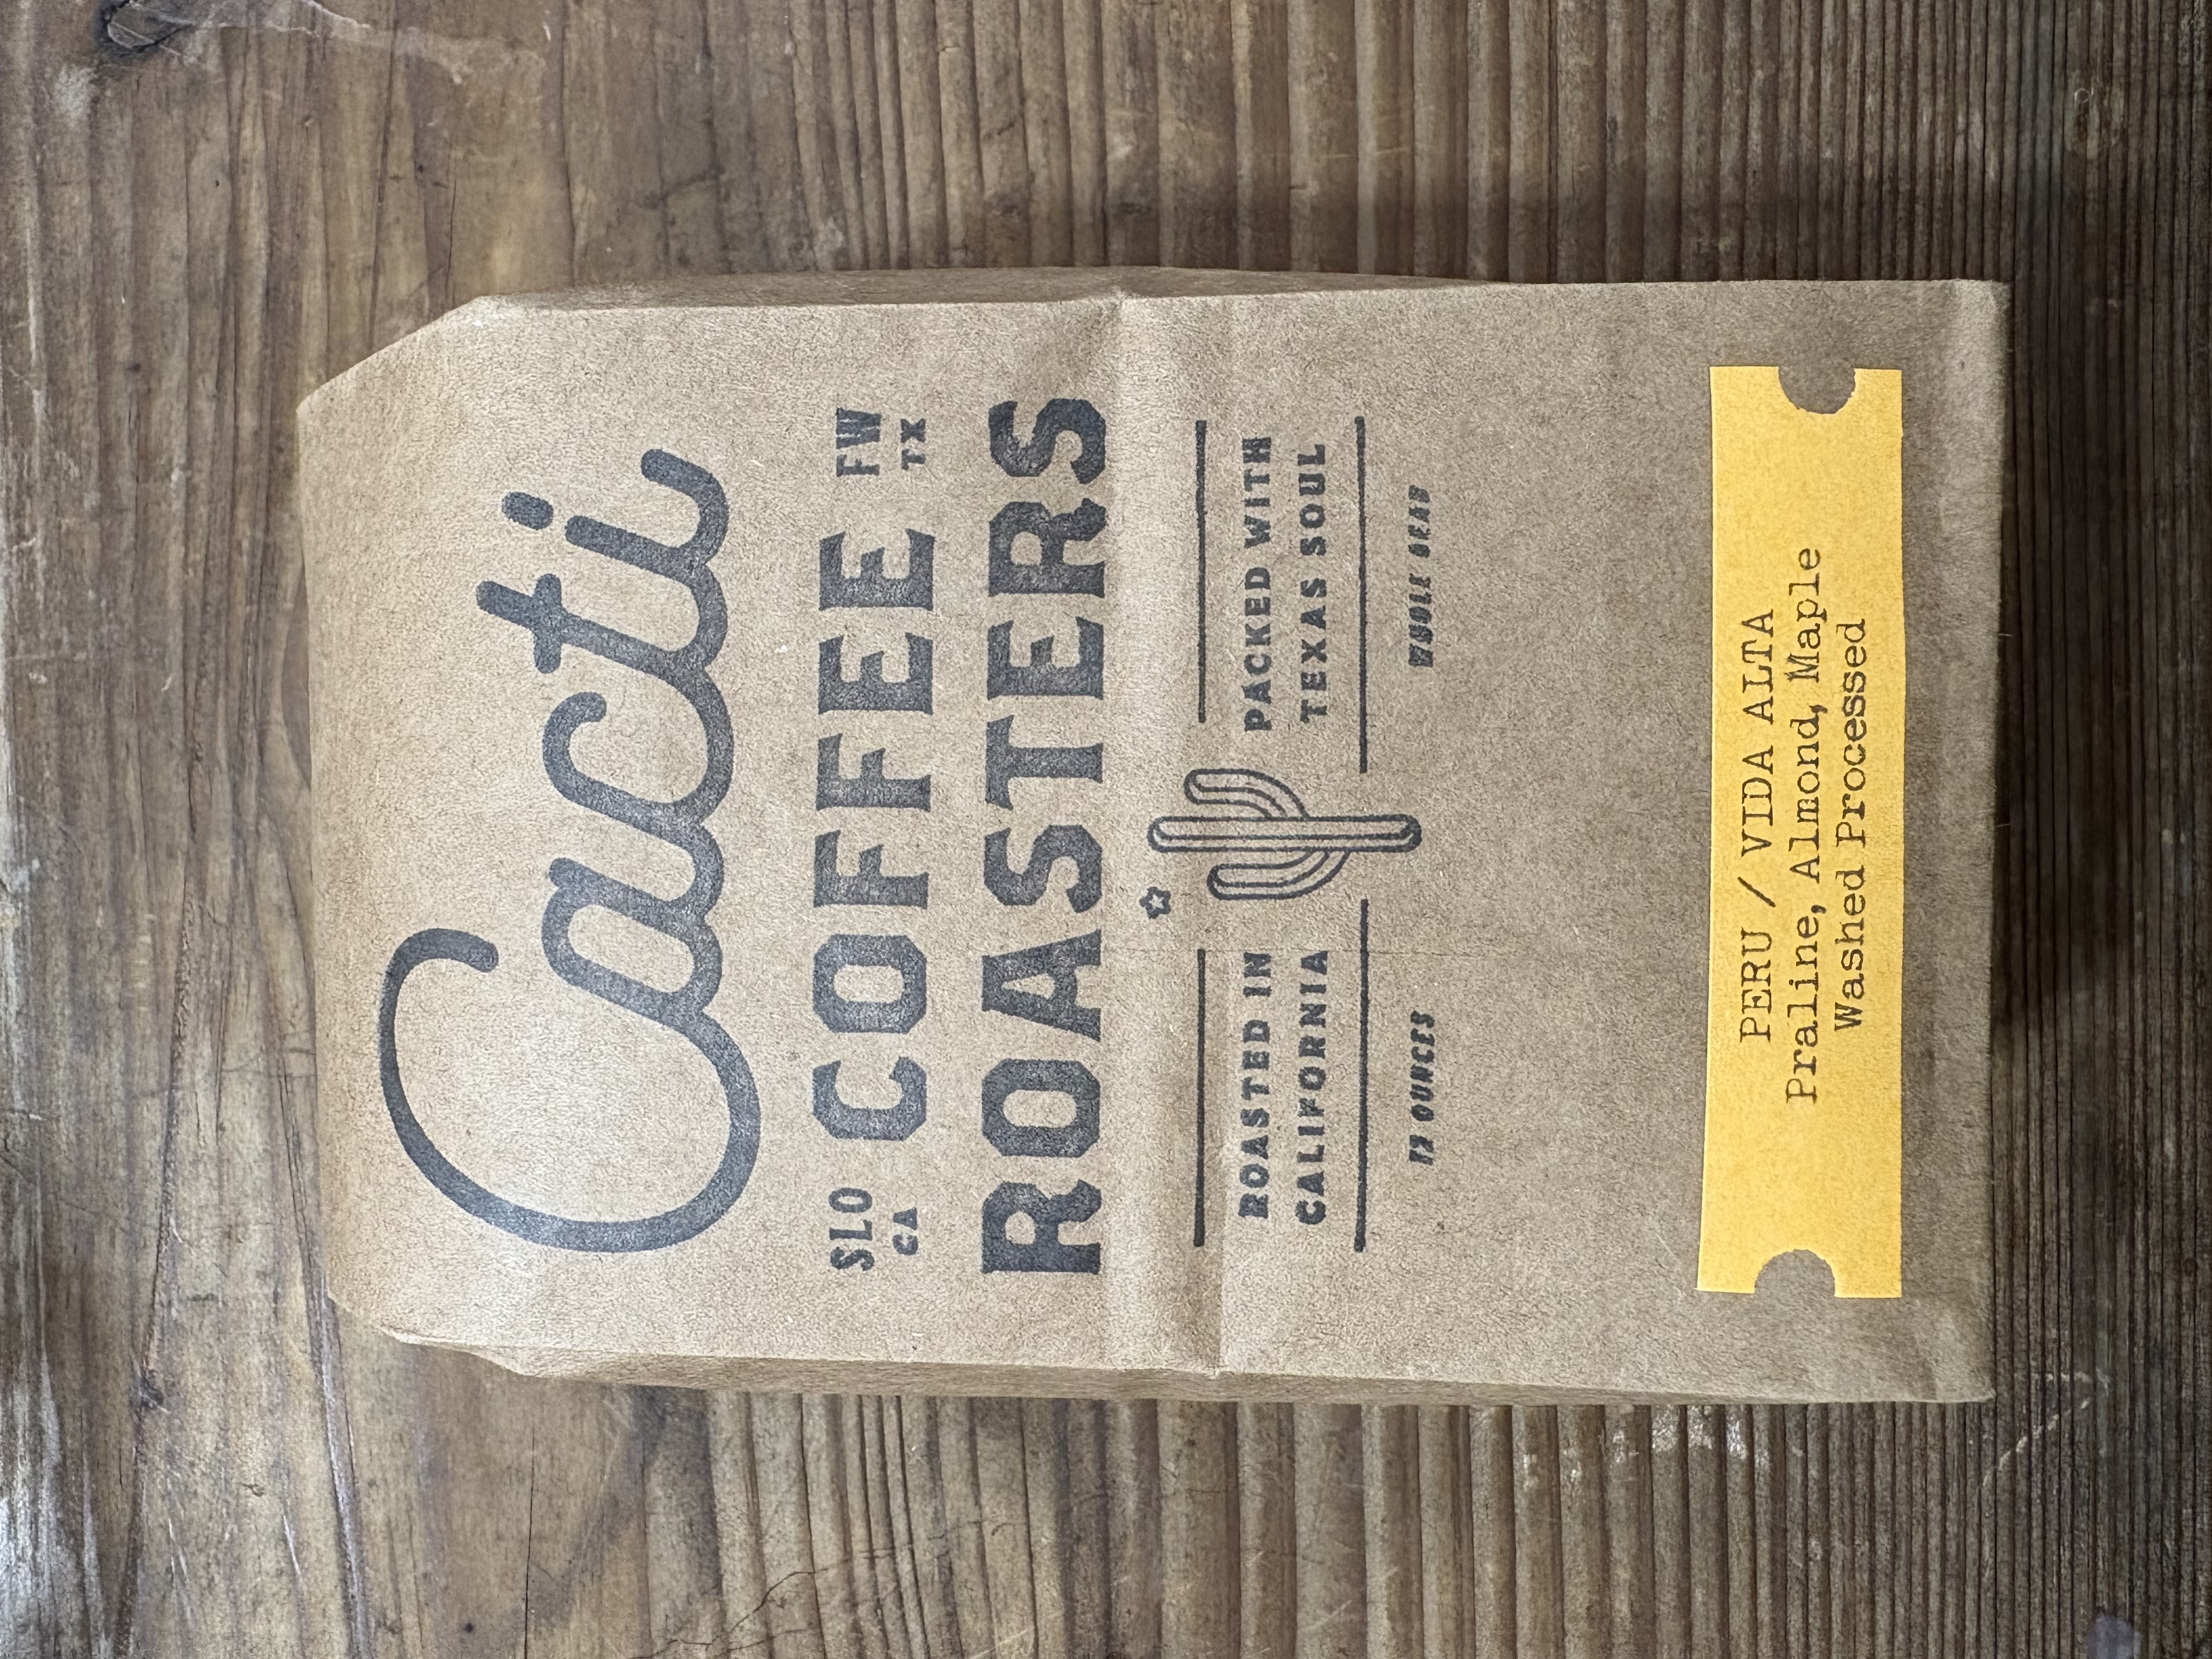 Cacti
SLO
CA
COFFEE
FW
TX
ROASTERS
ROASTED IN
CALIFORNIA
PACKED WITH
TEXAS SOUL
12 OUNCES
WHOLE BEAN
PERU / VIDA ALTA
Praline, Almond, Maple
Washed Processed